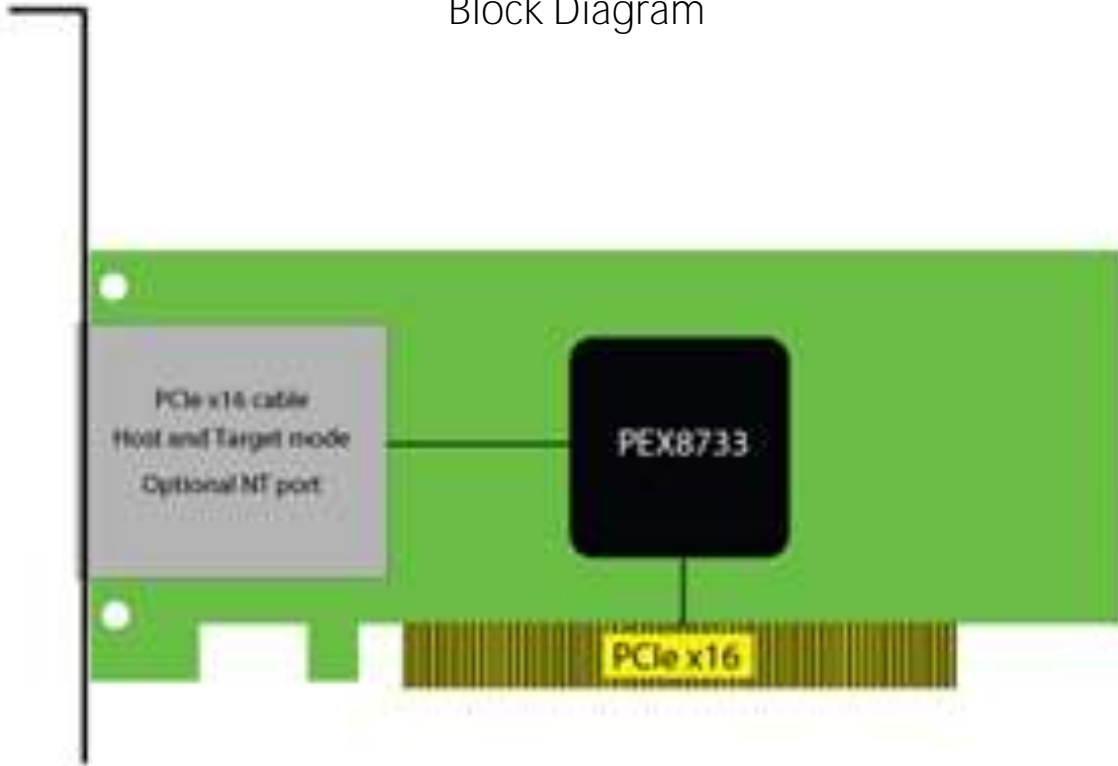 Block Diagram
PCIe x16 cable
Host and Target mode
Optional NT port
PEX8733
PCIe x16